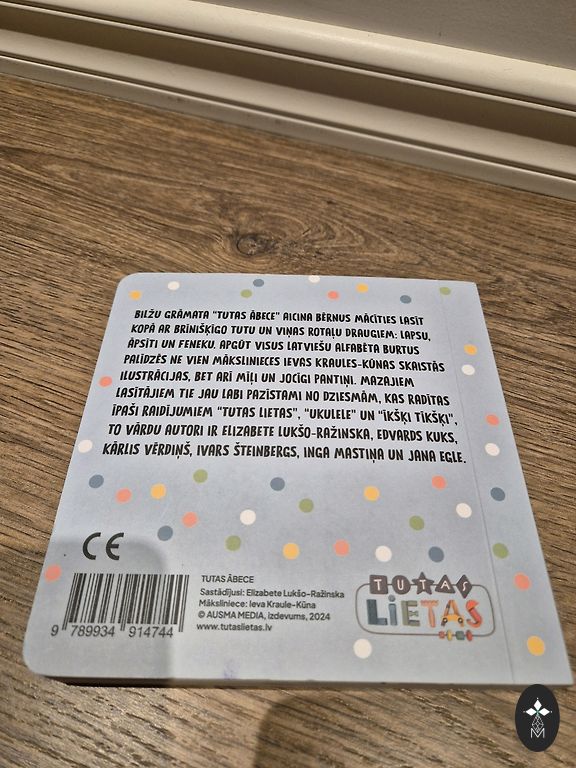 BILŽU GRĀMATA "TUTAS ĀBECE" AICINA BĒRNUS MĀCĪTIES LASĪT
KOPĀ AR BRĪNIŠĶĪGO TUTU UN VIŅAS ROTAĻU DRAUGIEM: LAPSU,
ĀPSITI UN FENEKU. APGŪT VISUS LATVIEŠU ALFABĒTA BURTUS
PALĪDZĒS NE VIEN MĀKSLINIECES IEVAS KRAULES-KŪNAS SKAISTĀS
ILUSTRĀCIJAS, BET ARĪ MĪĻI UN JOCĪGI PANTIŅI. MAZAJIEM
LASĪTĀJIEM TIE JAU LABI PAZĪSTAMI NO DZIESMĀM, KAS RADĪTAS
ĪPAŠI RAIDĪJUMIEM "TUTAS LIETAS", "UKULELE" UN "ĪKŠĶI TĪKŠĶI",
TO VĀRDU AUTORI IR ELIZABETE LUKŠO-RAŽINSKA, EDVARDS KUKS,
KĀRLIS VĒRDIŅŠ, IVARS ŠTEINBERGS, INGA MASTIŅA UN JANA EGLE.
CE
TUTAS ĀBECE
Sastādījusi: Elizabete Lukšo-Ražinska
Māksliniece: Ieva Kraule-Kūna
© AUSMA MEDIA, izdevums, 2024
www.tutaslietas.lv
9 789934 914744
TUTAS
LIETAS
M